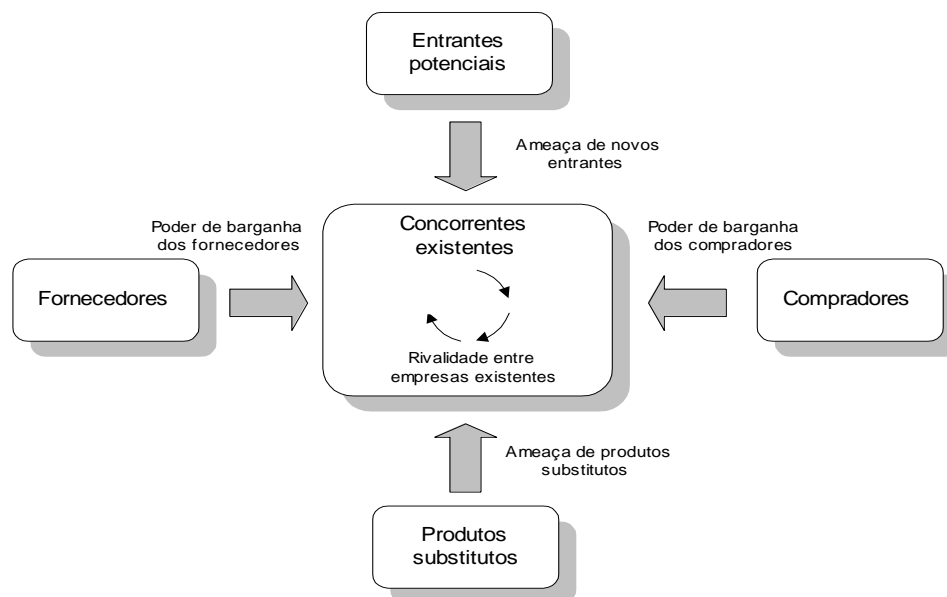 Entrantes
potenciais
Ameaça de novos
entrantes
Poder de barganha
dos fornecedores
Concorrentes
existentes
Poder de barganha
dos compradores
Fornecedores
Compradores
Rivalidade entre
empresas existentes
Ameaça de produtos
substitutos
Produtos
substitutos